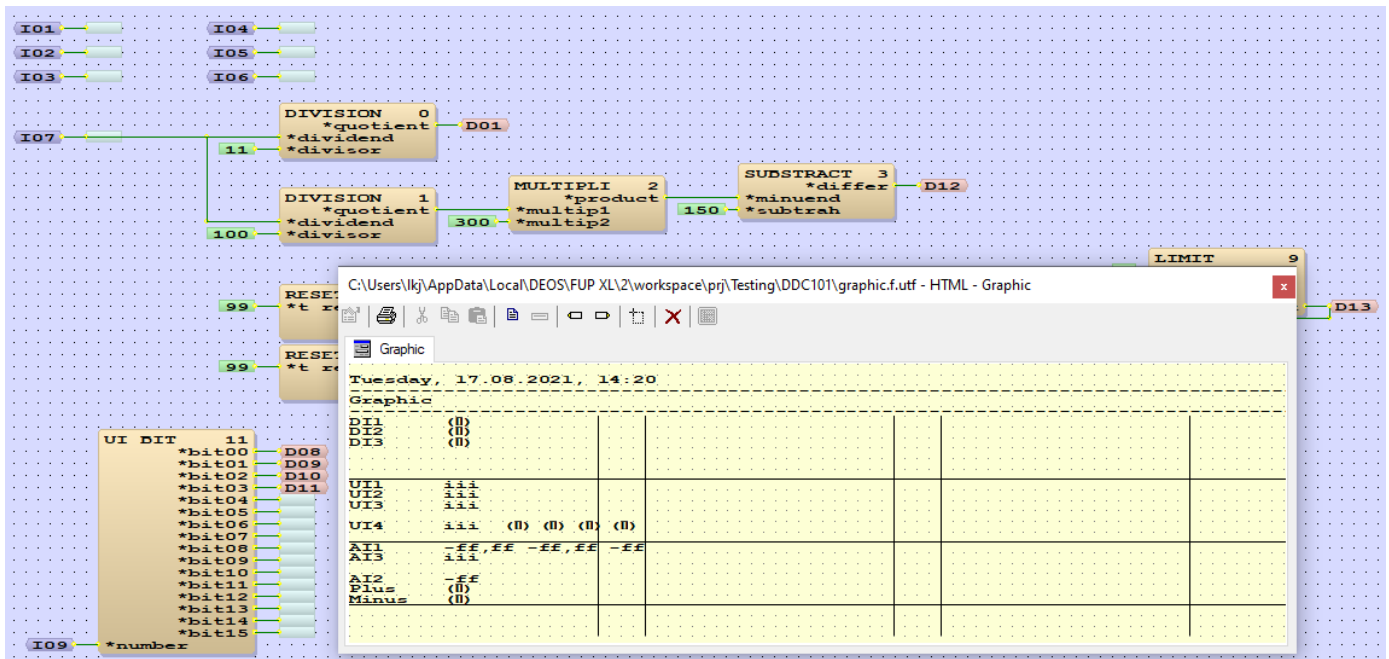 I01 I04
I02 I05
I03 I06
DIVISION 0
*quotient D01
I07 *dividend
11 *divisor
DIVISION 1
*quotient
*dividend
100 *divisor
MULTIPLI 2
*product
*multip1
300 *multip2
SUBSTRACT 3
*differ D12
*minuend
150 *subtrah
LIMIT 9
D13
RESET
99 *t re
RESET
99 *t re
UI BIT 11
*bit00 D08
*bit01 D09
*bit02 D10
*bit03 D11
*bit04
*bit05
*bit06
*bit07
*bit08
*bit09
*bit10
*bit11
*bit12
*bit13
*bit14
*bit15
I09 *number
C:\Users\lkj\AppData\Local\DEOS\FUP XL\2\workspace\prj\Testing\DDC101\graphic.f.utf - HTML - Graphic
Graphic
Tuesday, 17.08.2021, 14:20
Graphic
DI1 (n)
DI2 (n)
DI3 (n)
UI1 iii
UI2 iii
UI3 iii
UI4 iii (n) (n) (n) (n)
AI1 -ff,ff -ff,ff -ff
AI3 iii
AI2 -ff
Plus (n)
Minus (n)